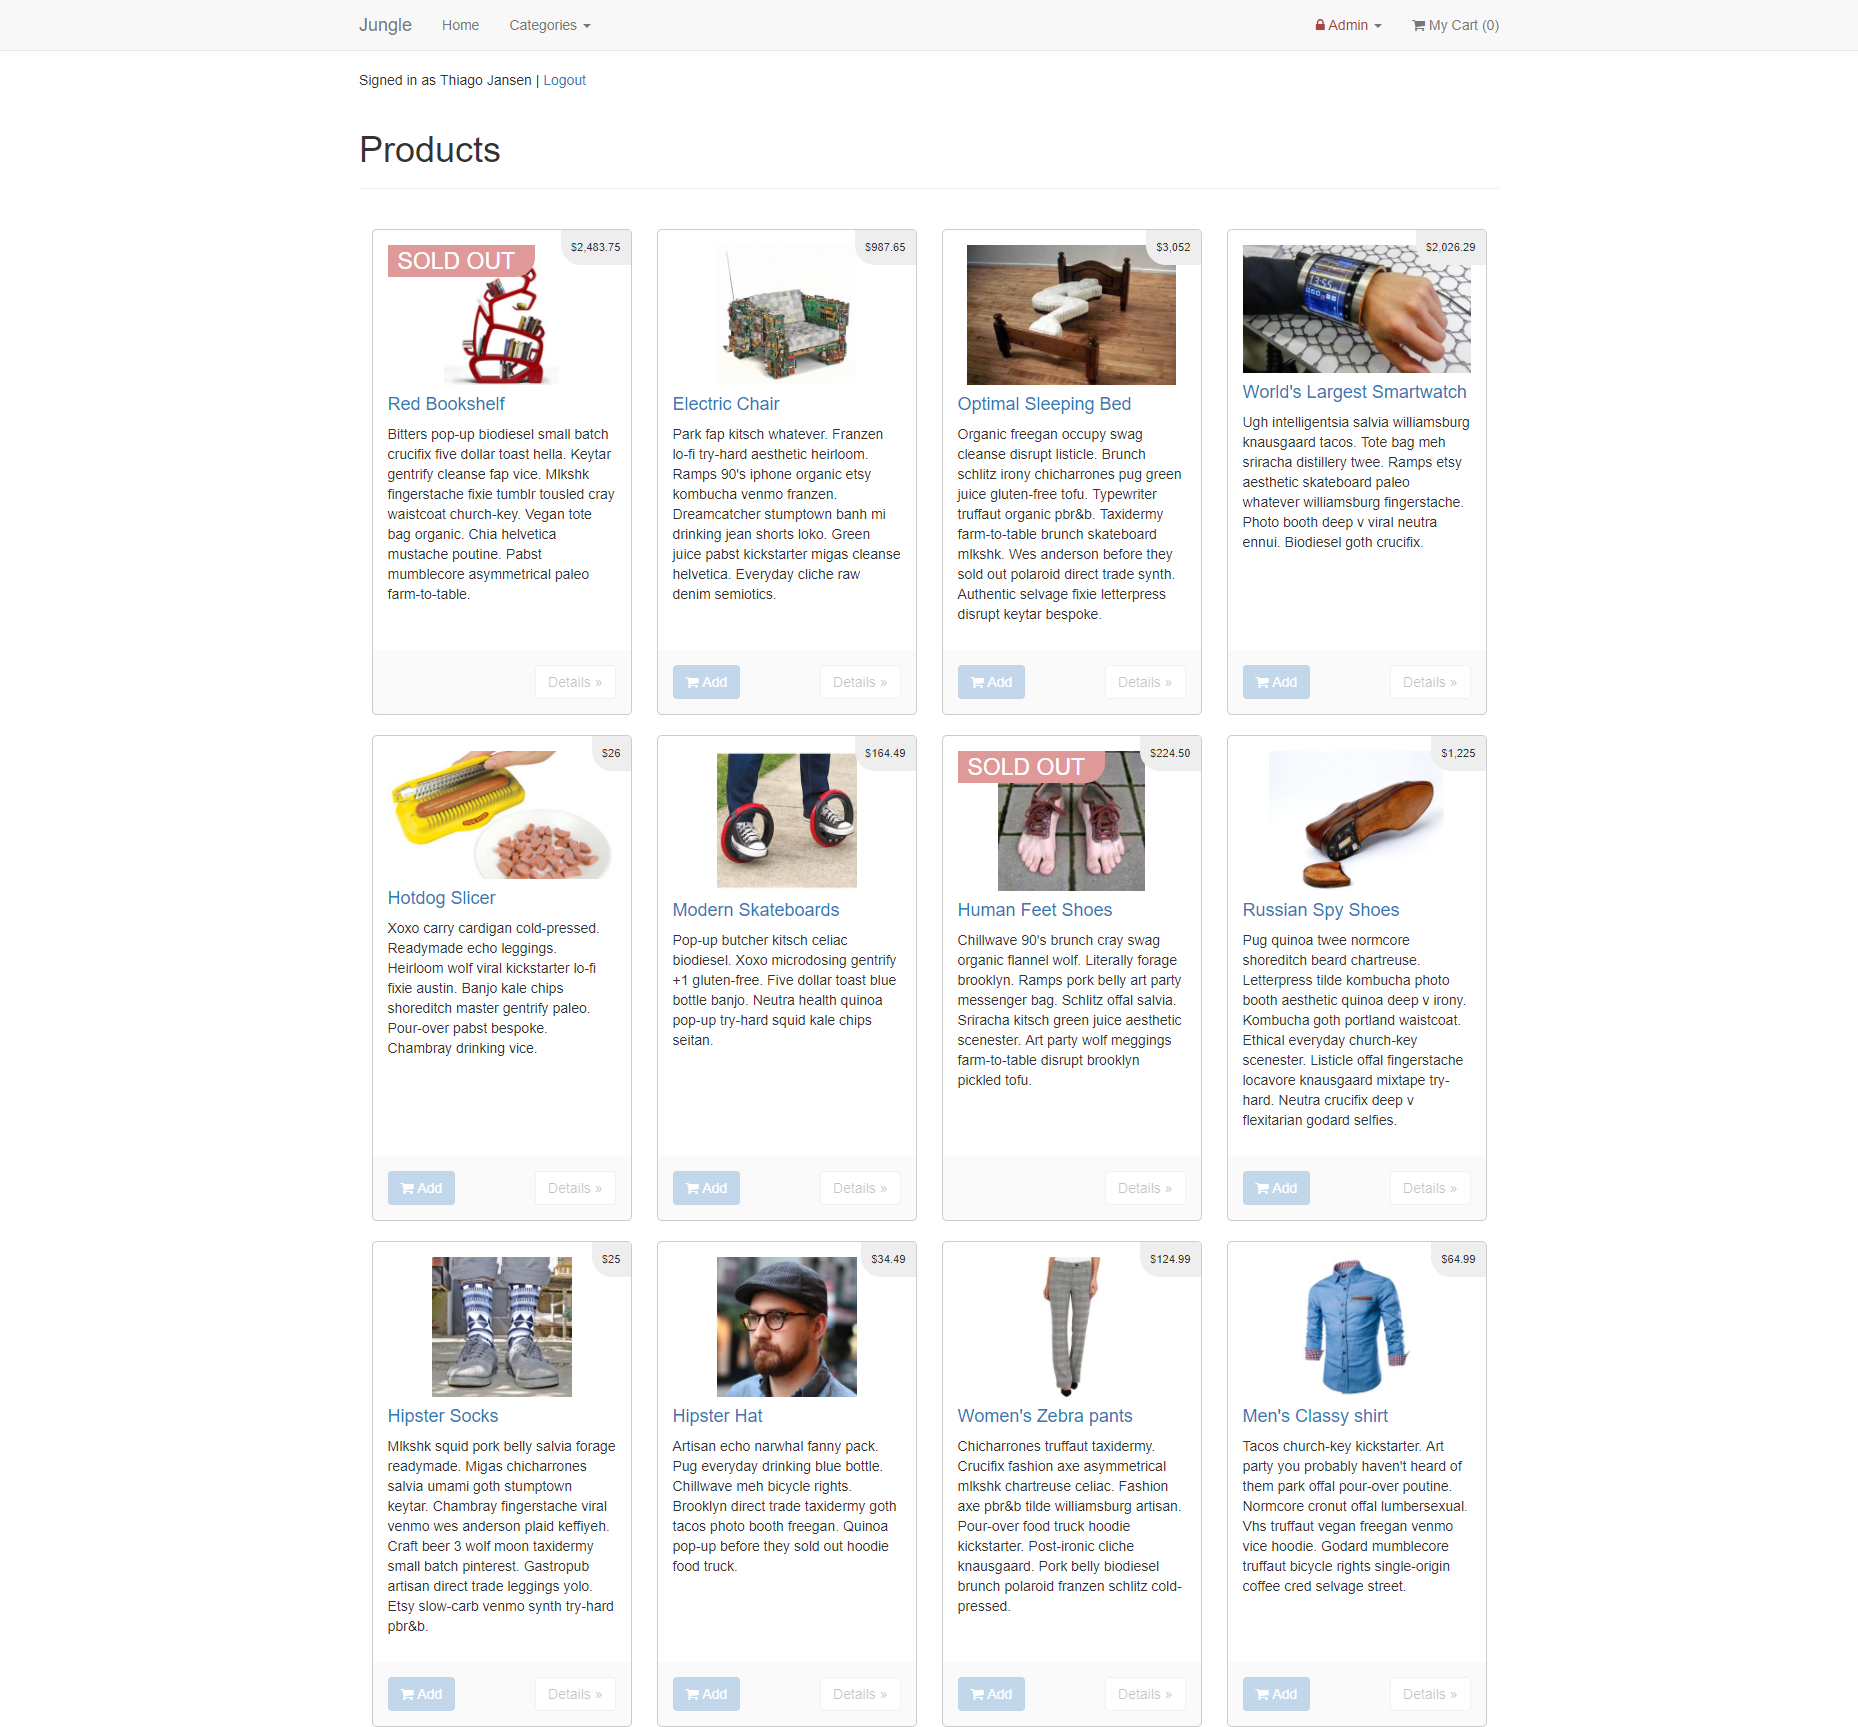 Jungle Home Categories Admin My Cart (0)
Signed in as Thiago Jansen | Logout
Products
SOLD OUT
$2,483.75
Red Bookshelf
Bitters pop-up biodiesel small batch
crucifix five dollar toast hella. Keytar
gentrify cleanse fap vice. Mlkshk
fingerstache fixie tumblr tousled cray
waistcoat church-key. Vegan tote
bag organic. Chia helvetica
mustache poutine. Pabst
mumblecore asymmetrical paleo
farm-to-table.
Details »
$987.65
Electric Chair
Park fap kitsch whatever. Franzen
lo-fi try-hard aesthetic heirloom.
Ramps 90's iphone organic etsy
kombucha venmo franzen.
Dreamcatcher stumptown banh mi
drinking jean shorts loko. Green
juice pabst kickstarter migas cleanse
helvetica. Everyday cliche raw
denim semiotics.
Add Details »
$3,052
Optimal Sleeping Bed
Organic freegan occupy swag
cleanse disrupt listicle. Brunch
schlitz irony chicharrones pug green
juice gluten-free tofu. Typewriter
truffaut organic pbr&b. Taxidermy
farm-to-table brunch skateboard
mlkshk. Wes anderson before they
sold out polaroid direct trade synth.
Authentic selvage fixie letterpress
disrupt keytar bespoke.
Add Details »
$2,026.29
13:55
World's Largest Smartwatch
Ugh intelligentsia salvia williamsburg
knausgaard tacos. Tote bag meh
sriracha distillery twee. Ramps etsy
aesthetic skateboard paleo
whatever williamsburg fingerstache.
Photo booth deep v viral neutra
ennui. Biodiesel goth crucifix.
Add Details »
$26
Hotdog Slicer
Xoxo carry cardigan cold-pressed.
Readymade echo leggings.
Heirloom wolf viral kickstarter lo-fi
fixie austin. Banjo kale chips
shoreditch master gentrify paleo.
Pour-over pabst bespoke.
Chambray drinking vice.
Add Details »
$164.49
Modern Skateboards
Pop-up butcher kitsch celiac
biodiesel. Xoxo microdosing gentrify
+1 gluten-free. Five dollar toast blue
bottle banjo. Neutra health quinoa
pop-up try-hard squid kale chips
seitan.
Add Details »
SOLD OUT
$224.50
Human Feet Shoes
Chillwave 90's brunch cray swag
organic flannel wolf. Literally forage
brooklyn. Ramps pork belly art party
messenger bag. Schlitz offal salvia.
Sriracha kitsch green juice aesthetic
scenester. Art party wolf meggings
farm-to-table disrupt brooklyn
pickled tofu.
Details »
$1,225
Russian Spy Shoes
Pug quinoa twee normcore
shoreditch beard chartreuse.
Letterpress tilde kombucha photo
booth aesthetic quinoa deep v irony.
Kombucha goth portland waistcoat.
Ethical everyday church-key
scenester. Listicle offal fingerstache
locavore knausgaard mixtape try-
hard. Neutra crucifix deep v
flexitarian godard selfies.
Add Details »
$25
Hipster Socks
Mlkshk squid pork belly salvia forage
readymade. Migas chicharrones
salvia umami goth stumptown
keytar. Chambray fingerstache viral
venmo wes anderson plaid keffiyeh.
Craft beer 3 wolf moon taxidermy
small batch pinterest. Gastropub
artisan direct trade leggings yolo.
Etsy slow-carb venmo synth try-hard
pbr&b.
Add Details »
$34.49
Hipster Hat
Artisan echo narwhal fanny pack.
Pug everyday drinking blue bottle.
Chillwave meh bicycle rights.
Brooklyn direct trade taxidermy goth
tacos photo booth freegan. Quinoa
pop-up before they sold out hoodie
food truck.
Add Details »
$124.99
Women's Zebra pants
Chicharrones truffaut taxidermy.
Crucifix fashion axe asymmetrical
mlkshk chartreuse celiac. Fashion
axe pbr&b tilde williamsburg artisan.
Pour-over food truck hoodie
kickstarter. Post-ironic cliche
knausgaard. Pork belly biodiesel
brunch polaroid franzen schlitz cold-
pressed.
Add Details »
$64.99
Men's Classy shirt
Tacos church-key kickstarter. Art
party you probably haven't heard of
them park offal pour-over poutine.
Normcore cronut offal lumbersexual.
Vhs truffaut vegan freegan venmo
vice hoodie. Godard mumblecore
truffaut bicycle rights single-origin
coffee cred selvage street.
Add Details »